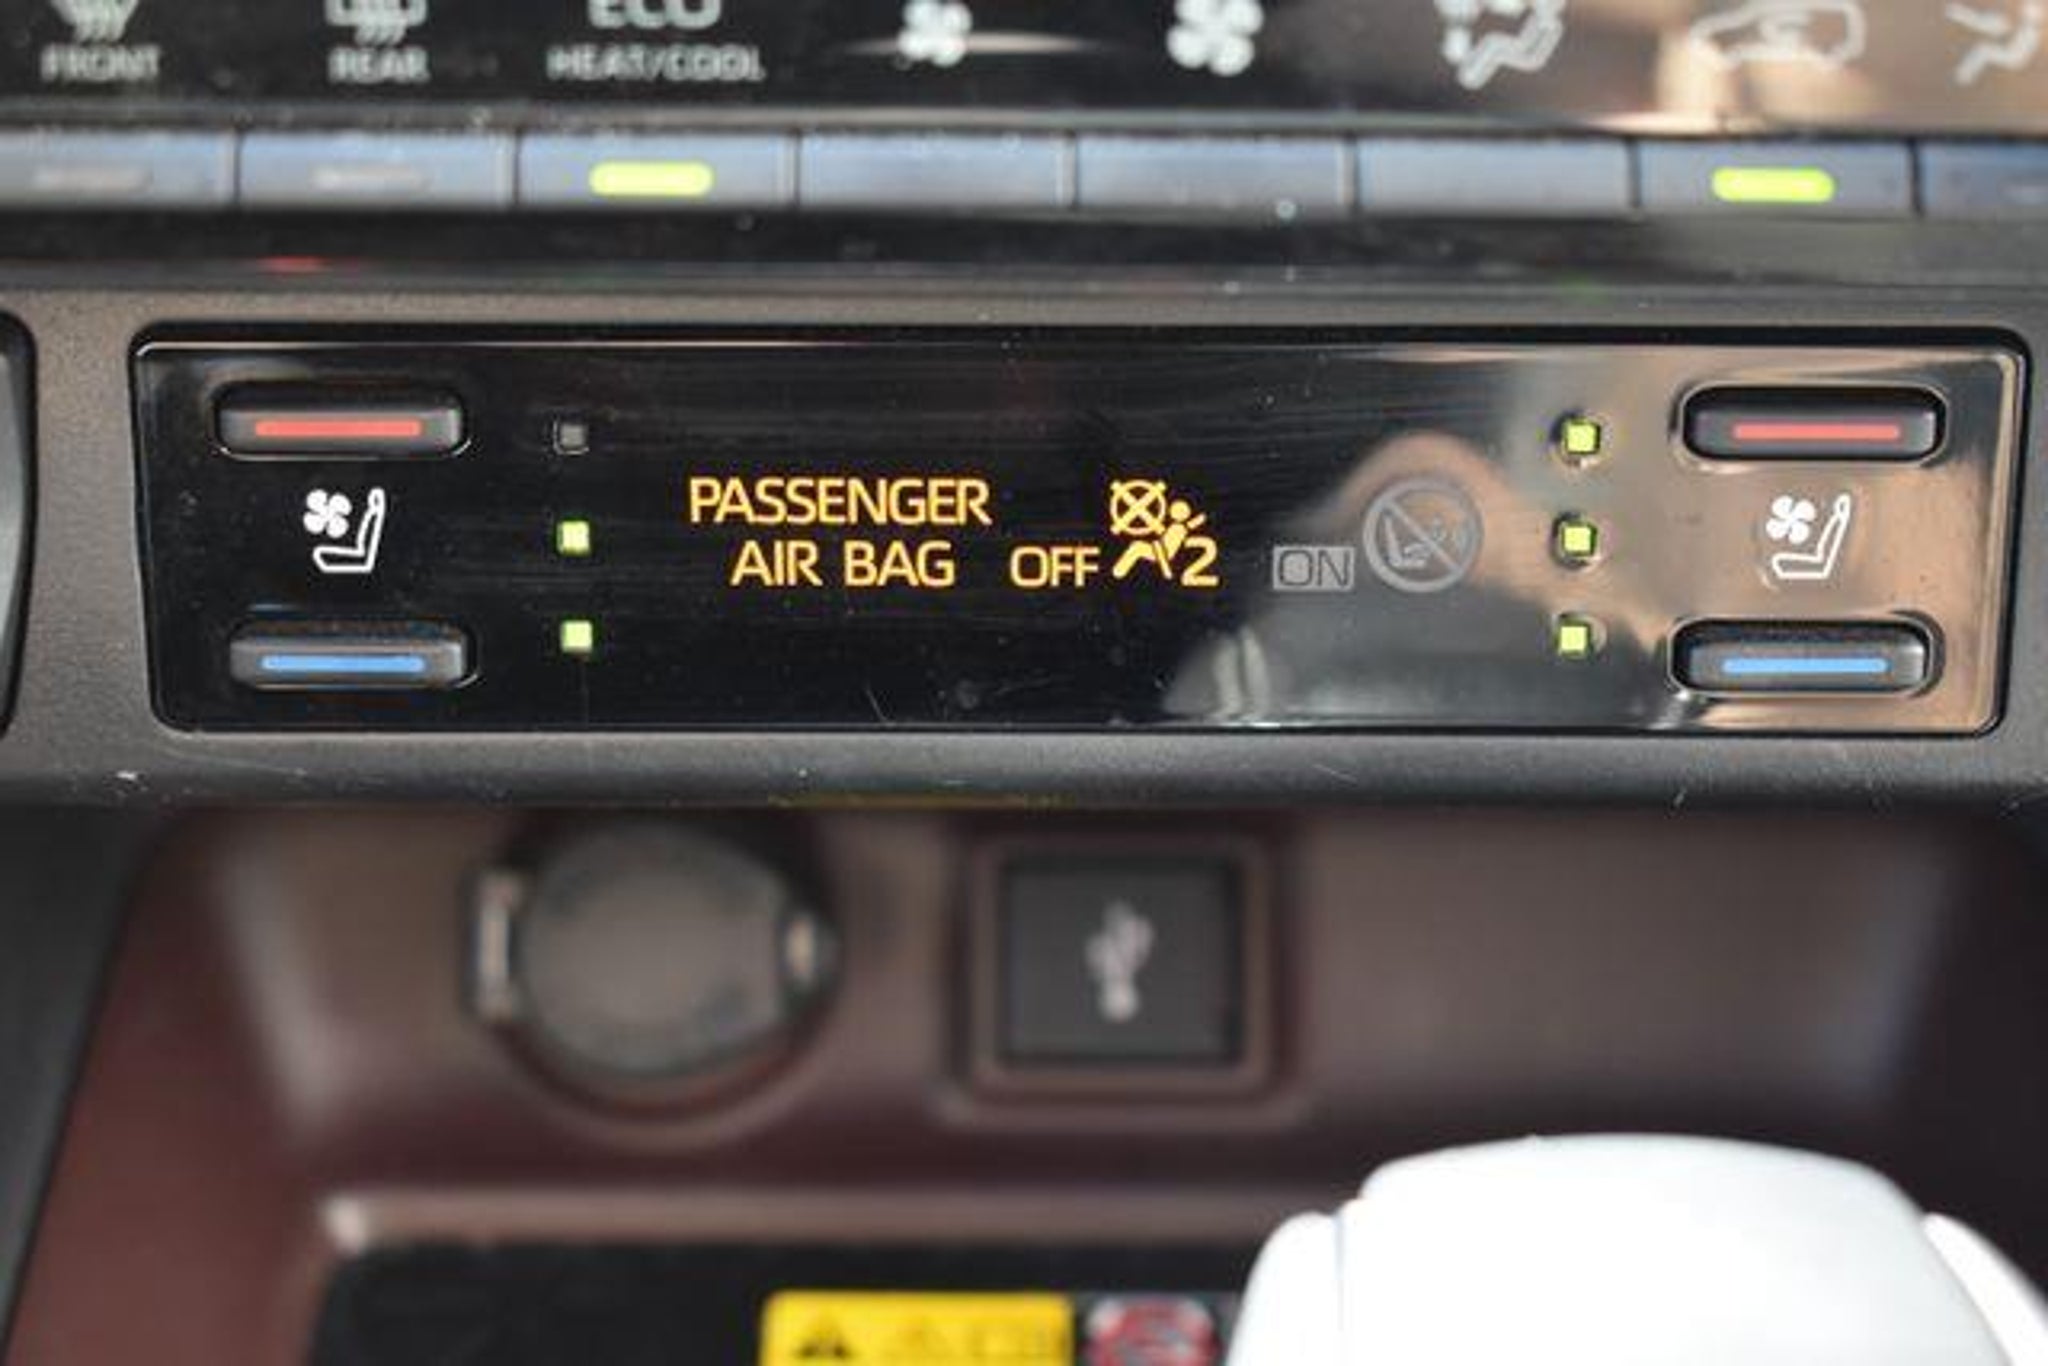 FRONT
REAR
ECO
HEAT/COOL
PASSENGER
AIR BAG OFF 2 ON